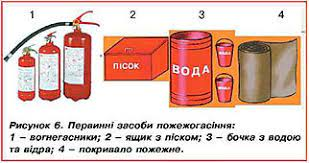 1 2 3 4
ПІСОК
ВОДА
Рисунок 6. Первинні засоби пожежогасіння:
1 – вогнегасники; 2 – ящик з піском; 3 – бочка з водою
та відра; 4 – покривало пожежне.